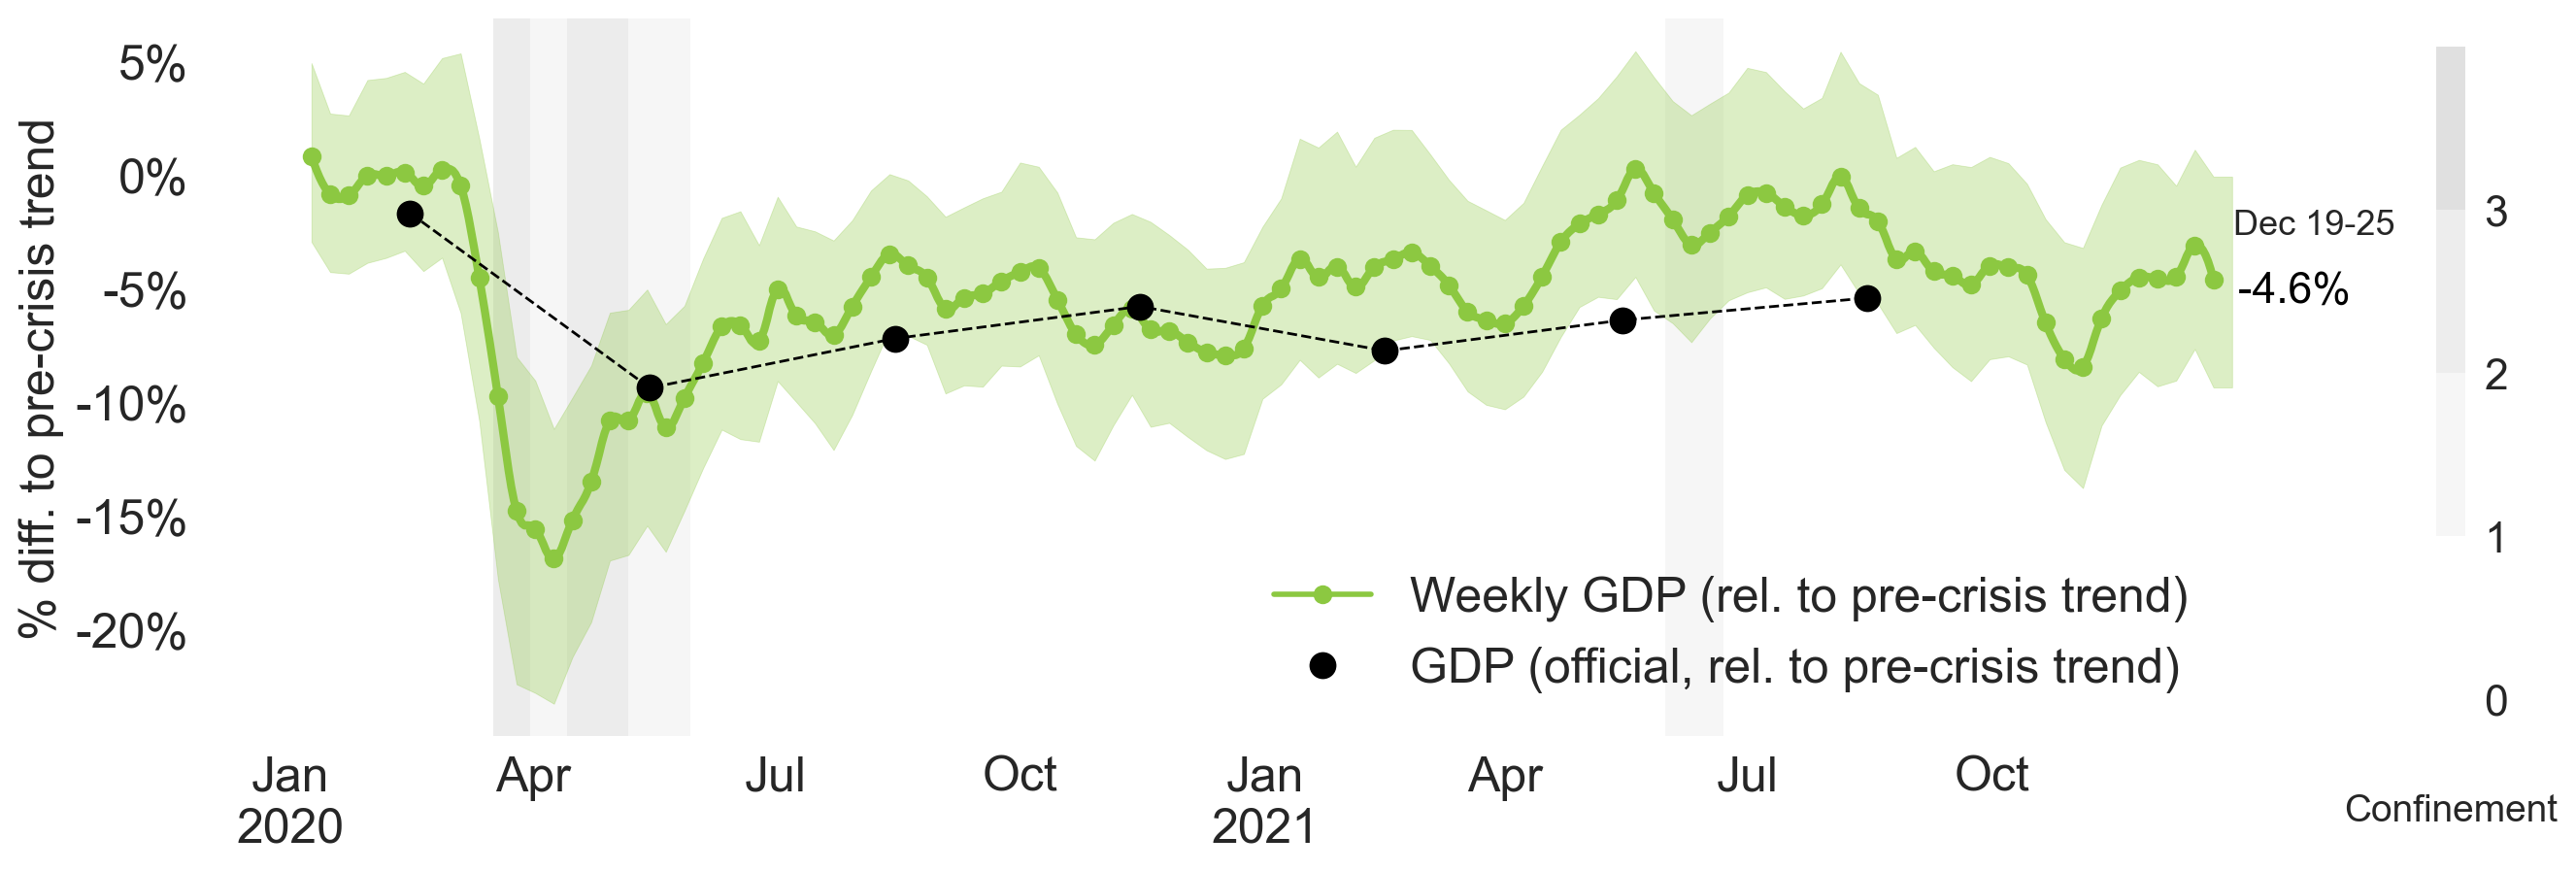 % diff. to pre-crisis trend
5%
0%
-5%
-10%
-15%
-20%
Jan
2020
Apr
Jul
Oct
Jan
2021
Apr
Jul
Oct
Dec 19-25
-4.6%
Weekly GDP (rel. to pre-crisis trend)
GDP (official, rel. to pre-crisis trend)
3
2
1
0
Confinement